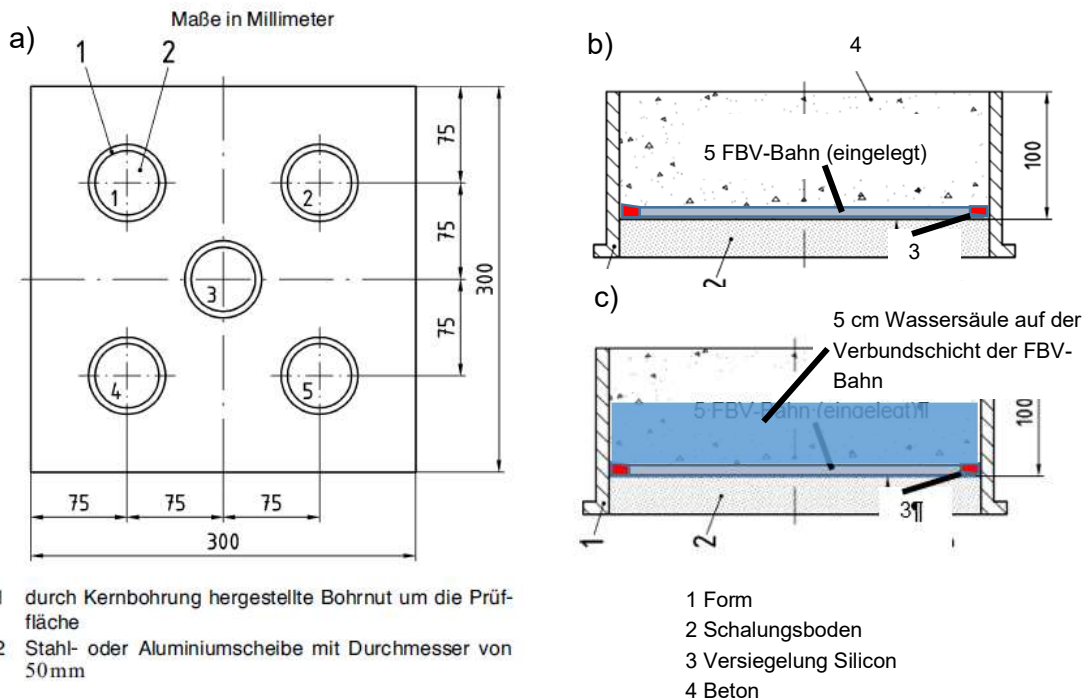 Maße in Millimeter
a)
1
2
1
2
3
4
5
75
75
75
300
75
75
75
300
durch Kernbohrung hergestellte Bohrnut um die Prüf-
fläche
2 Stahl- oder Aluminiumscheibe mit Durchmesser von
50mm
b)
4
5 FBV-Bahn (eingelegt)
100
2
3
c)
5 cm Wassersäule auf der
Verbundschicht der FBV-
Bahn
5 FBV-Bahn (eingelegt)¶
100
3¶
1
2
1 Form
2 Schalungsboden
3 Versiegelung Silicon
4 Beton